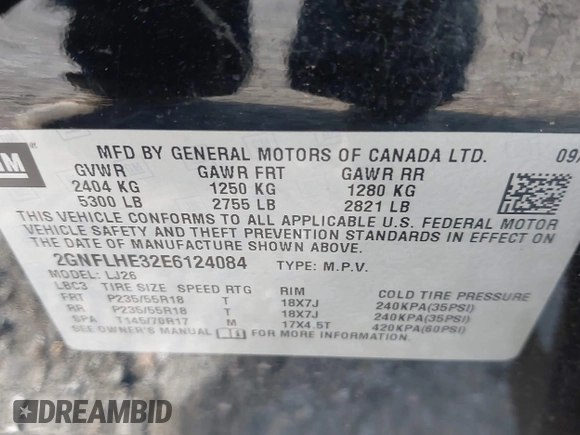 GM
MFD BY GENERAL MOTORS OF CANADA LTD. 09/
GVWR GAWR FRT GAWR RR
2404 KG 1250 KG 1280 KG
5300 LB 2755 LB 2821 LB
THIS VEHICLE CONFORMS TO ALL APPLICABLE U.S. FEDERAL MOTOR
VEHICLE SAFETY, BUMPER, AND THEFT PREVENTION STANDARDS IN EFFECT
ON THE DATE OF MANUFACTURE SHOWN ABOVE.
2GNFLHE32E6124084 TYPE: M.P.V.
MODEL: LJ26
LBC3 TIRE SIZE SPEED RTG RIM COLD TIRE PRESSURE
FRT P235/55R18 T 18X7J 240KPA(35PSI)
RR P235/55R18 T 18X7J 240KPA(35PSI)
SPA T145/70R17 M 17X4.5T 420KPA(60PSI)
SEE OWNER'S MANUAL FOR MORE INFORMATION.
DREAMBID